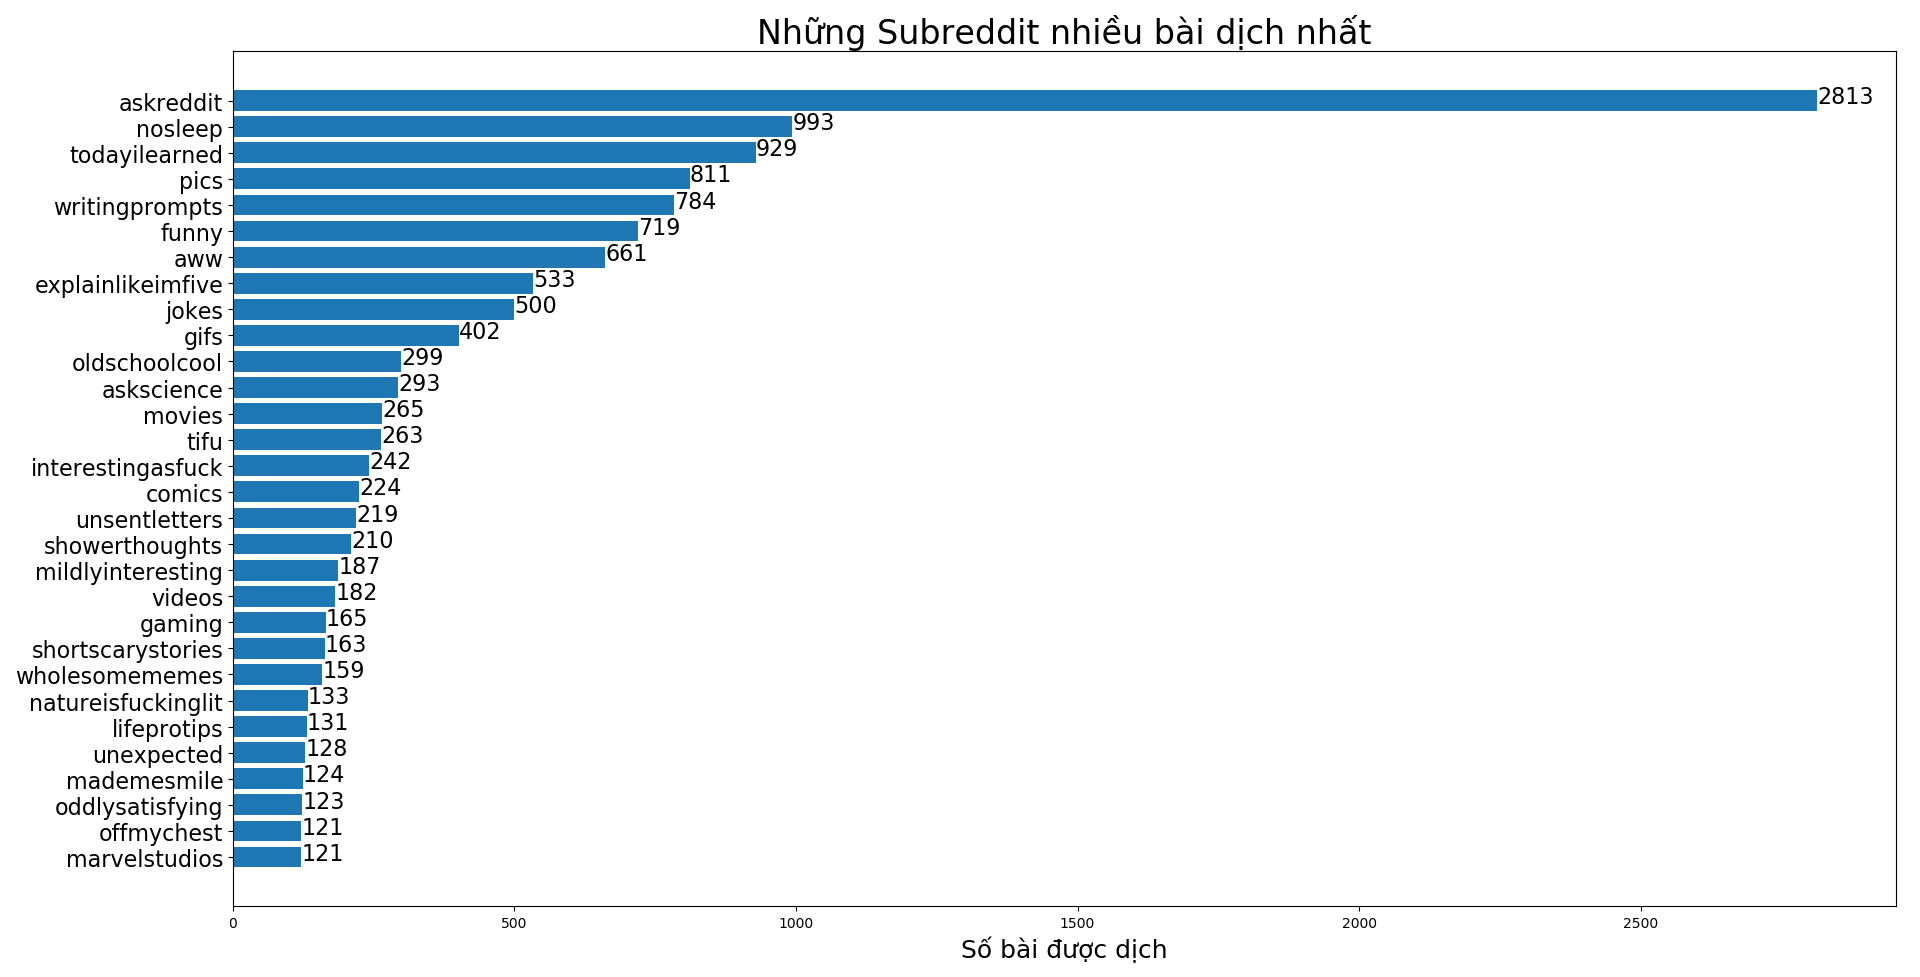 Những Subreddit nhiều bài dịch nhất
askreddit 2813
nosleep 993
todayilearned 929
pics 811
writingprompts 784
funny 719
aww 661
explainlikeimfive 533
jokes 500
gifs 402
oldschoolcool 299
askscience 293
movies 265
tifu 263
interestingasfuck 242
comics 224
unsentletters 219
showerthoughts 210
mildlyinteresting 187
videos 182
gaming 165
shortscarystories 163
wholesomememes 159
natureisfuckinglit 133
lifeprotips 131
unexpected 128
mademesmile 124
oddlysatisfying 123
offmychest 121
marvelstudios 121
0 500 1000 1500 2000 2500
Số bài được dịch